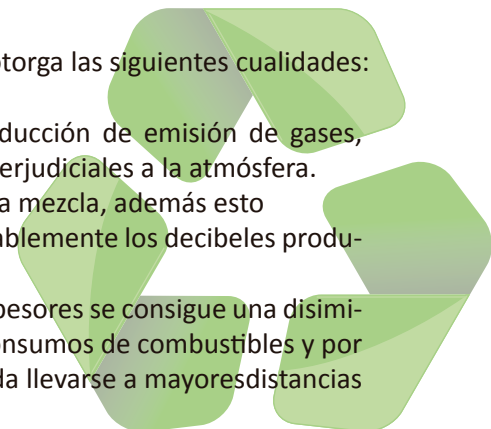 torga las siguientes cualidades:
ducción de emisión de gases,
erjudiciales a la atmósfera.
a mezcla, además esto
ablemente los decibeles produ-
pesores se consigue una disimi-
onsumos de combustibles y por
da llevarse a mayoresdistancias